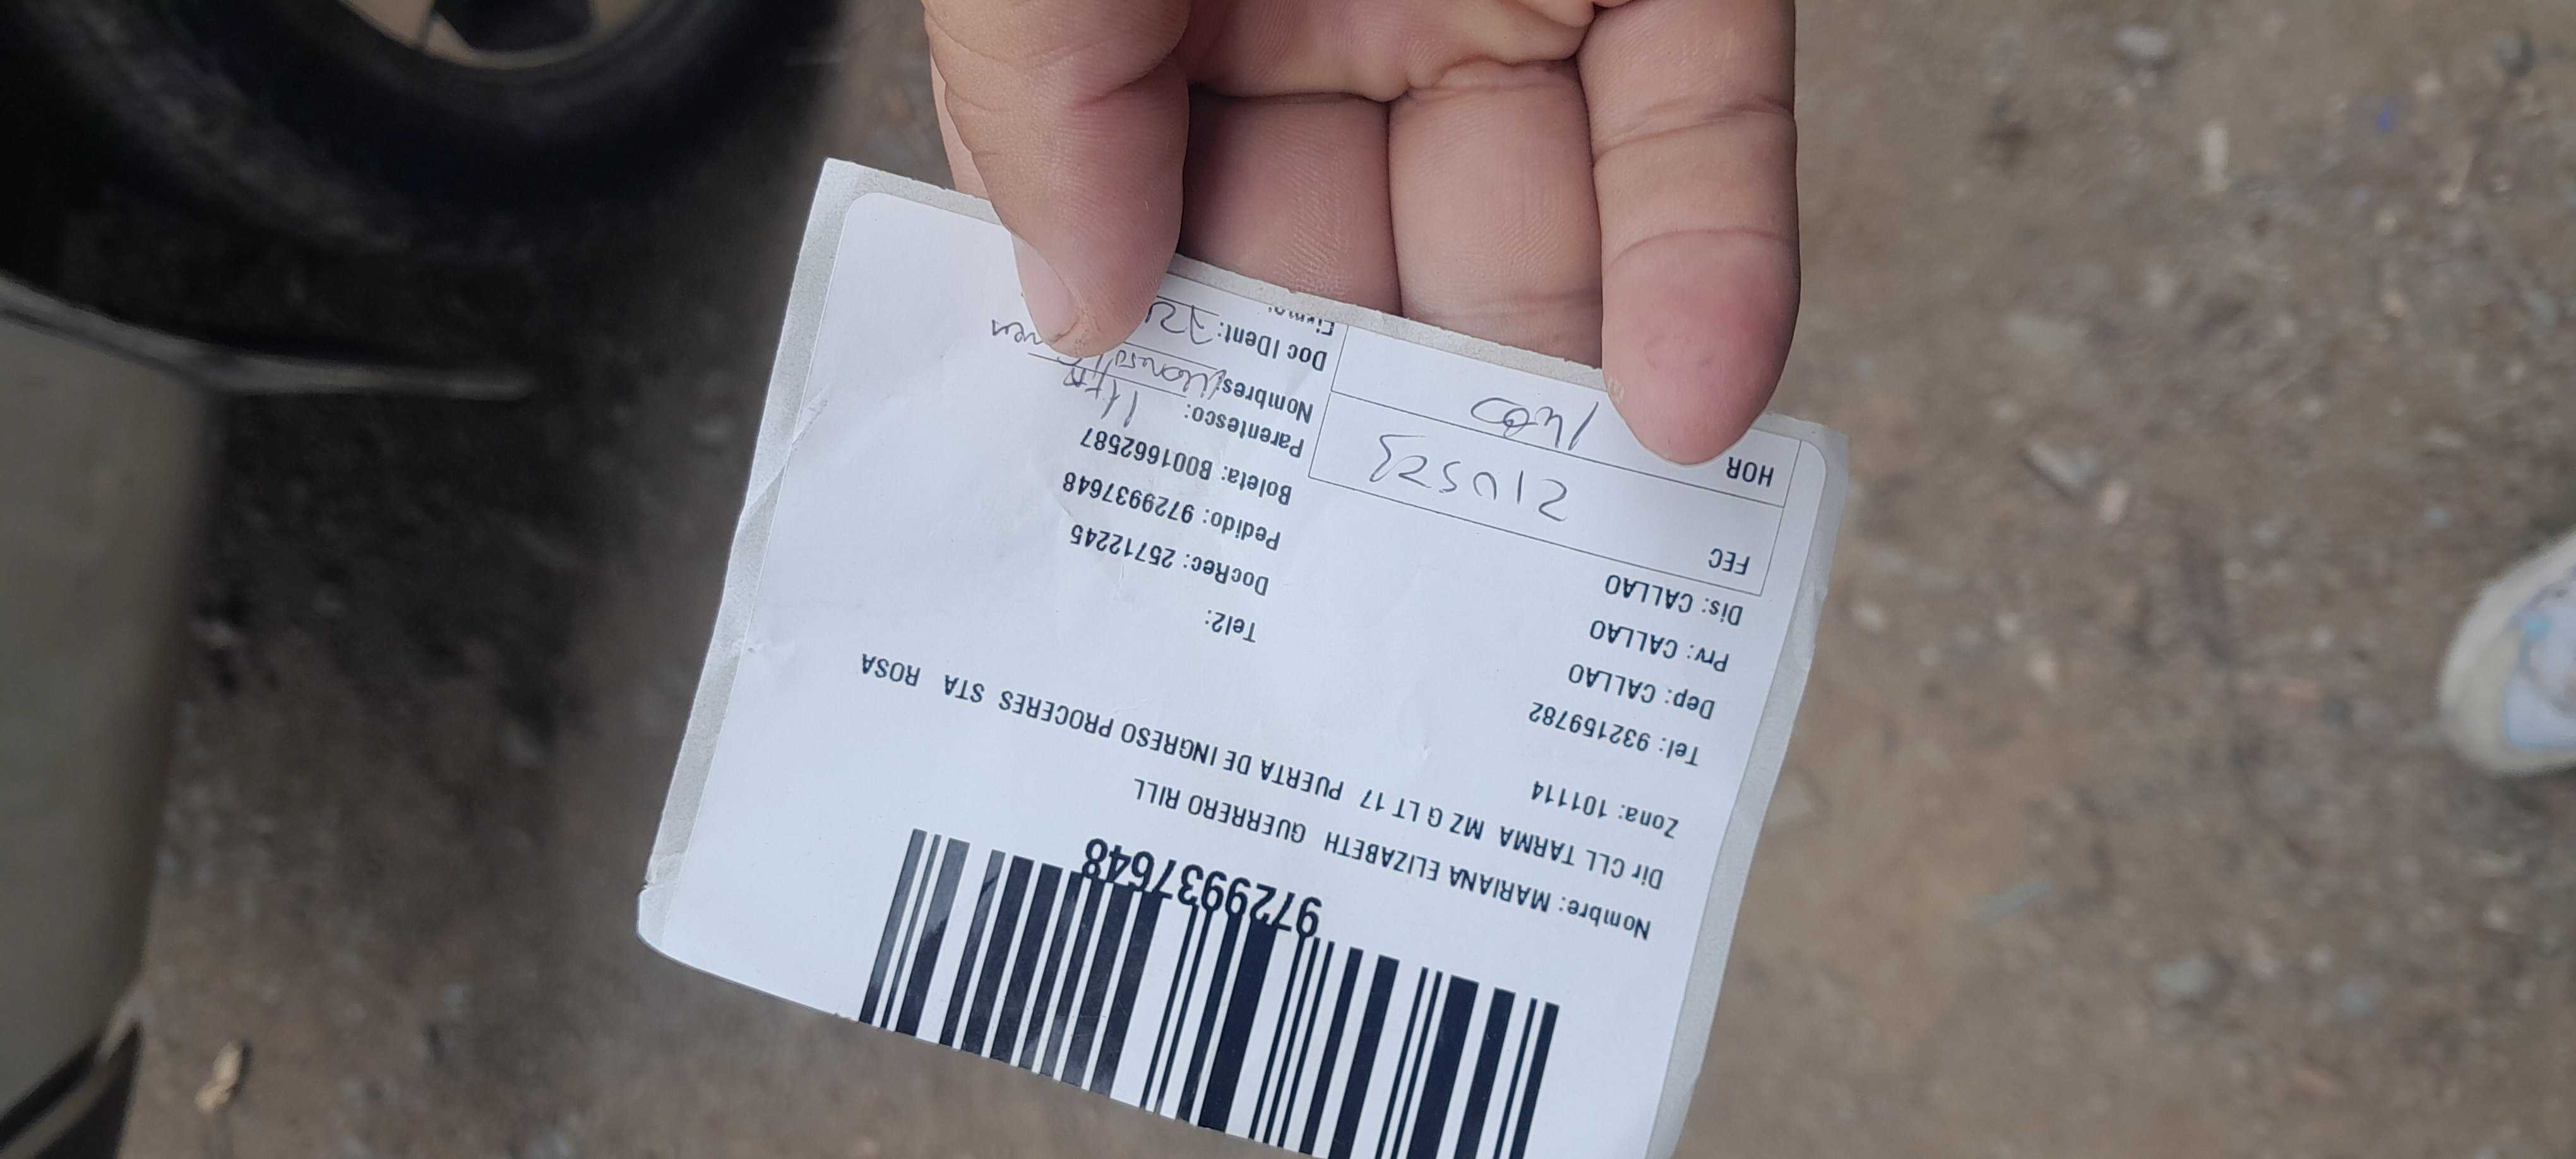 9729937648
Nombre: MARIANA ELIZABETH GUERRERO RILL
Dir CLL TARMA MZ G LT 17 PUERTA DE INGRESO PROCERES STA ROSA
Zona: 101114
Tel: 932159782 Tel2:
Dep: CALLAO DocRec: 25712245
Prv: CALLAO Pedido: 9729937648
Dis: CALLAO Boleta: B001662587
FEC Parentesco:
HOR Nombres:
Doc IDent:
Firma: